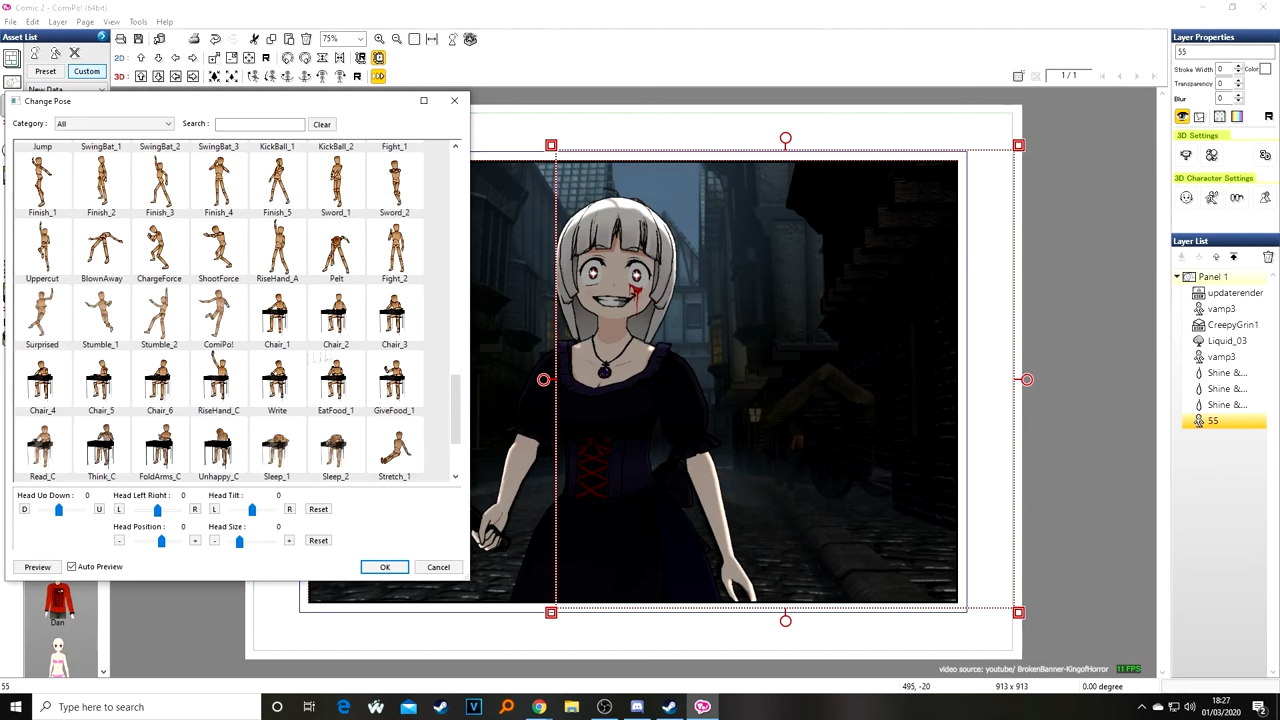 Comic 2 - ComiPo! (64bit)
File Edit Layer Page View Tools Help
Asset List
75%
2D:
3D:
R
R
R
1 / 1
Preset Custom
New Data
Change Pose
Category : All Search : Clear
Jump SwingBat_1 SwingBat_2 SwingBat_3 KickBall_1 KickBall_2 Fight_1
Finish_1 Finish_2 Finish_3 Finish_4 Finish_5 Sword_1 Sword_2
Uppercut BlownAway ChargeForce ShootForce RiseHand_A Pelt Fight_2
Surprised Stumble_1 Stumble_2 ComiPo! Chair_1 Chair_2 Chair_3
Chair_4 Chair_5 Chair_6 RiseHand_C Write EatFood_1 GiveFood_1
Read_C Think_C FoldArms_C Unhappy_C Sleep_1 Sleep_2 Stretch_1
Head Up Down : 0 Head Left Right : 0 Head Tilt : 0
D U L R L R Reset
Head Position : 0 Head Size : 0
- + - + Reset
Preview Auto Preview OK Cancel
Dan
Layer Properties
55
Stroke Width 0 Color
Transparency 0
Blur 0
R
3D Settings
3D Character Settings
Layer List
Panel 1
updaterender
vamp3
CreepyGrin1
Liquid_03
vamp3
Shine &...
Shine &...
Shine &...
55
video source: youtube/ BrokenBanner-KingofHorror 11 FPS
55 495, -20 913 x 913 0.00 degree
Type here to search
18:27
01/03/2020